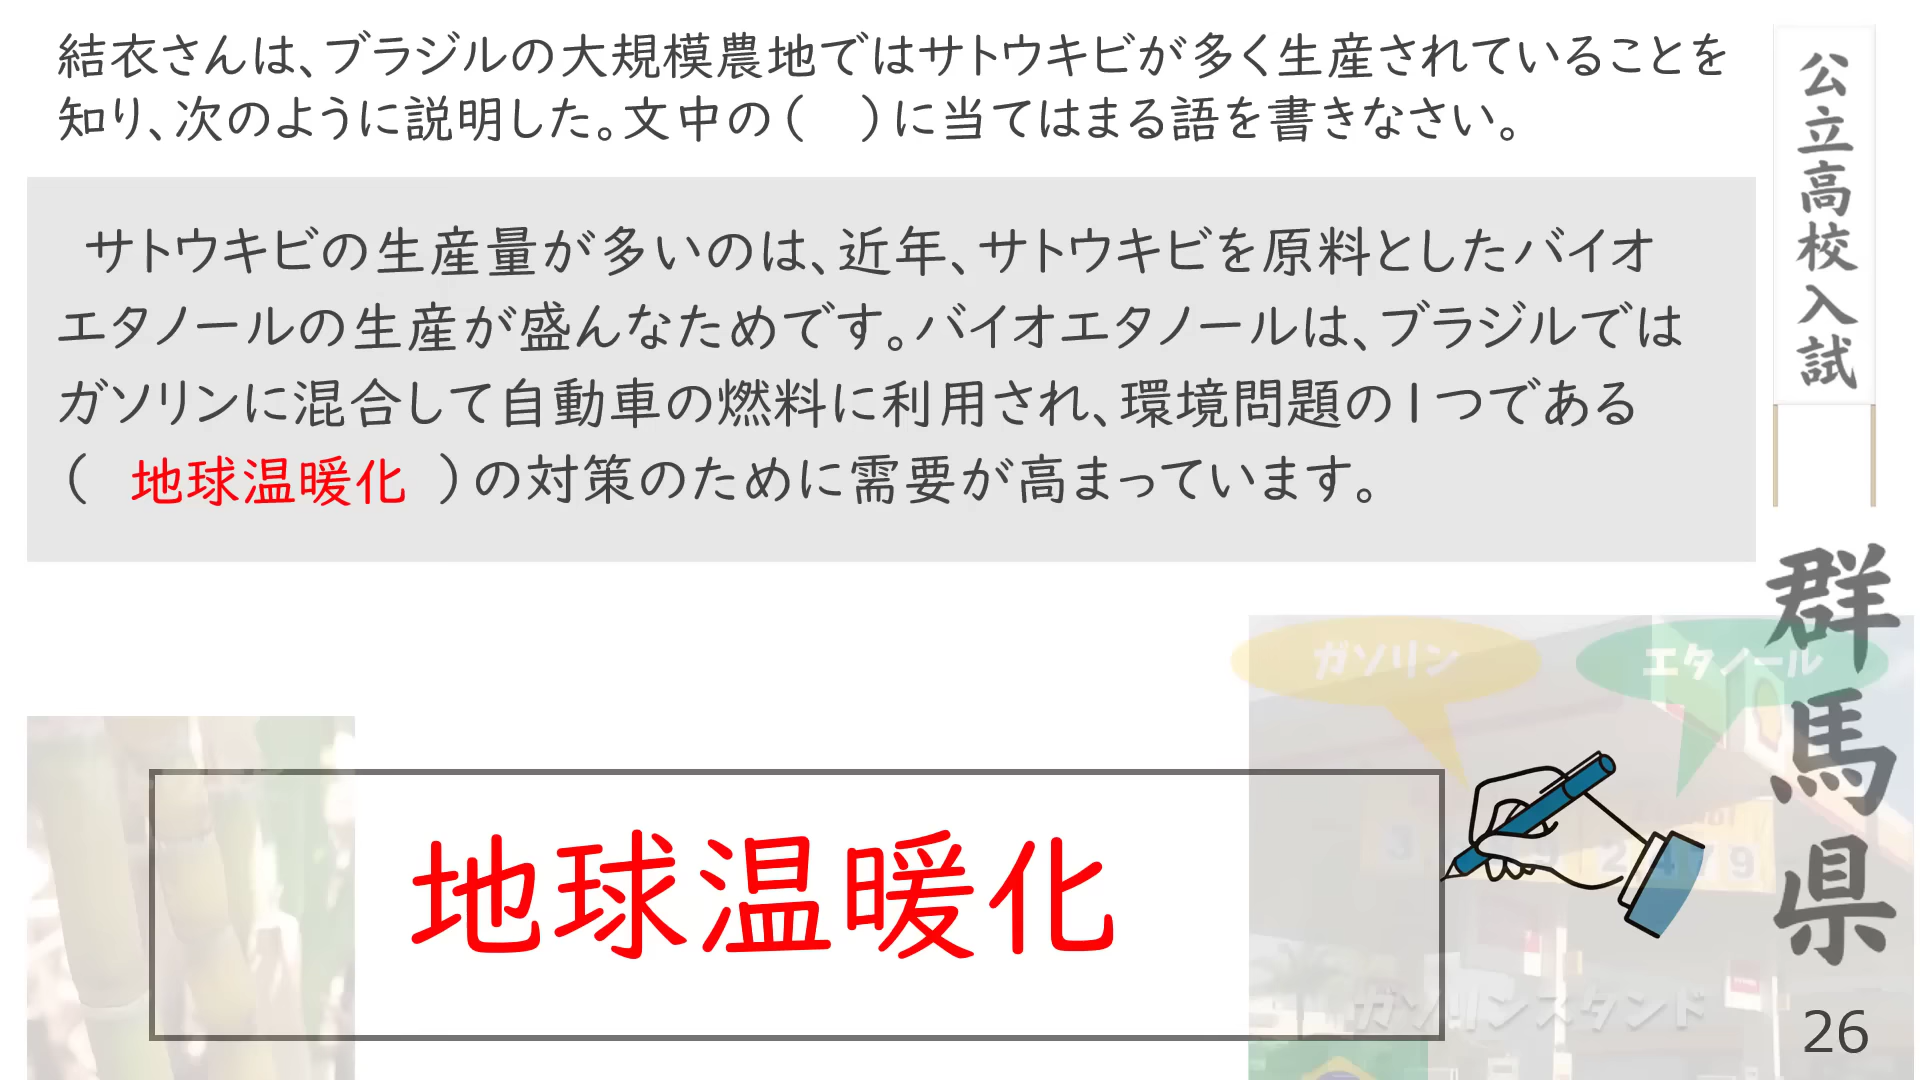 結衣さんは、ブラジルの大規模農地ではサトウキビが多く生産されていることを
知り、次のように説明した。文中の(　)に当てはまる語を書きなさい。
サトウキビの生産量が多いのは、近年、サトウキビを原料としたバイオ
エタノールの生産が盛んなためです。バイオエタノールは、ブラジルでは
ガソリンに混合して自動車の燃料に利用され、環境問題の1つである
(　地球温暖化　)の対策のために需要が高まっています。
公立高校入試
群馬県
ガソリン
エタノール
地球温暖化
ガソリンスタンド
26